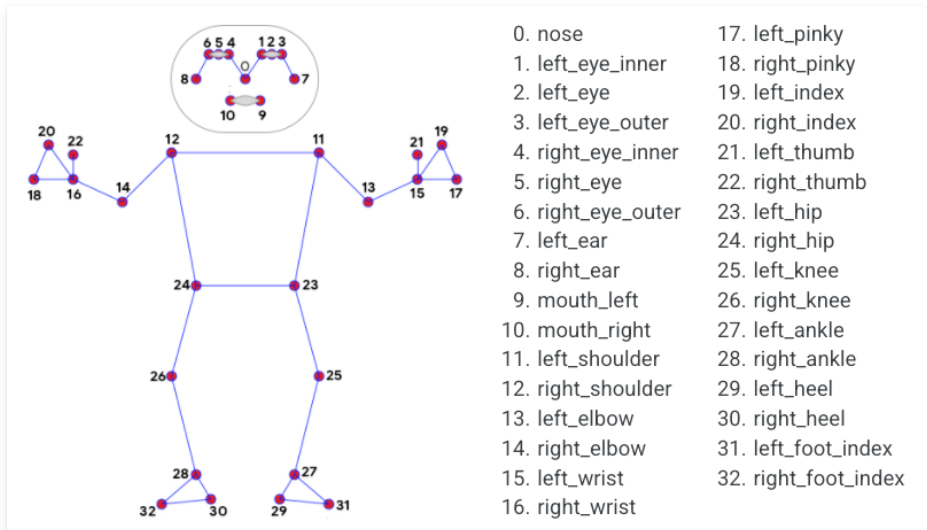 6 5 4 1 2 3
0
8 7
10 9
20 22 12 11 21 19
18 16 14 13 15 17
24 23
26 25
28 27
32 30 29 31
0. nose
1. left_eye_inner
2. left_eye
3. left_eye_outer
4. right_eye_inner
5. right_eye
6. right_eye_outer
7. left_ear
8. right_ear
9. mouth_left
10. mouth_right
11. left_shoulder
12. right_shoulder
13. left_elbow
14. right_elbow
15. left_wrist
16. right_wrist
17. left_pinky
18. right_pinky
19. left_index
20. right_index
21. left_thumb
22. right_thumb
23. left_hip
24. right_hip
25. left_knee
26. right_knee
27. left_ankle
28. right_ankle
29. left_heel
30. right_heel
31. left_foot_index
32. right_foot_index